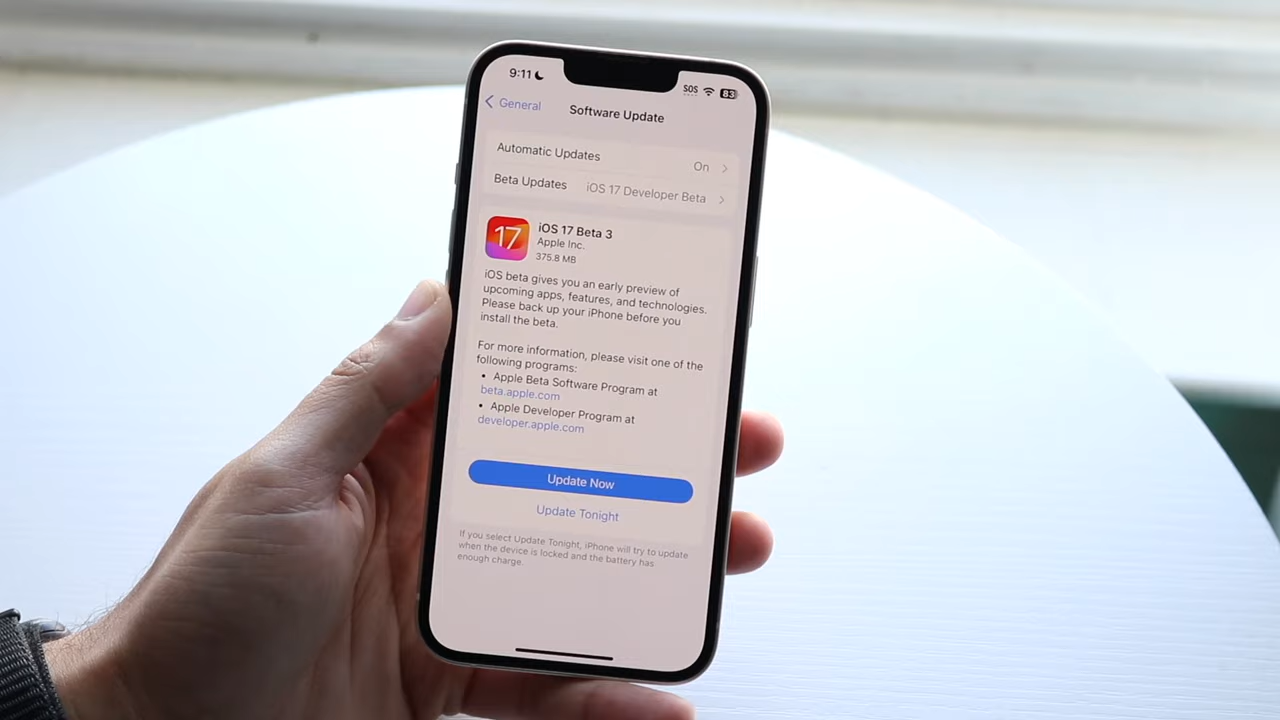 9:11
SOS 83
General
Software Update
Automatic Updates On
Beta Updates iOS 17 Developer Beta
17
iOS 17 Beta 3
Apple Inc.
375.8 MB
iOS beta gives you an early preview of
upcoming apps, features, and technologies.
Please back up your iPhone before you
install the beta.
For more information, please visit one of the
following programs:
• Apple Beta Software Program at
beta.apple.com
• Apple Developer Program at
developer.apple.com
Update Now
Update Tonight
If you select Update Tonight, iPhone will try to update
when the device is locked and the battery has
enough charge.